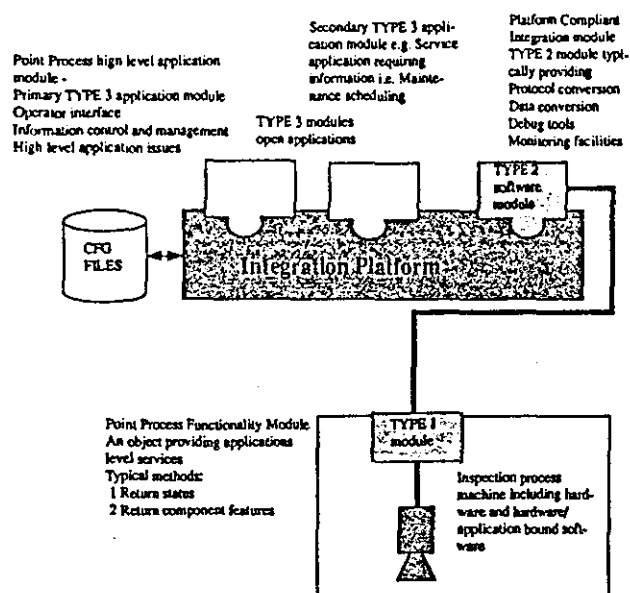 Point Process high level application
module -
Primary TYPE 3 application module
Operator interface
Information control and management
High level application issues
Secondary TYPE 3 appli-
cation module e.g. Service
application requiring
information i.e. Mainte-
nance scheduling
TYPE 3 modules
open applications
Platform Compliant
Integration module
TYPE 2 module typi-
cally providing
Protocol conversion
Data conversion
Debug tools
Monitoring facilities
TYPE 2
software
module
CFG
FILES
Integration Platform
Point Process Functionality Module
An object providing applications
level services
Typical methods:
1 Return status
2 Return component features
TYPE 1
module
Inspection process
machine including hard-
ware and hardware/
application bound soft-
ware